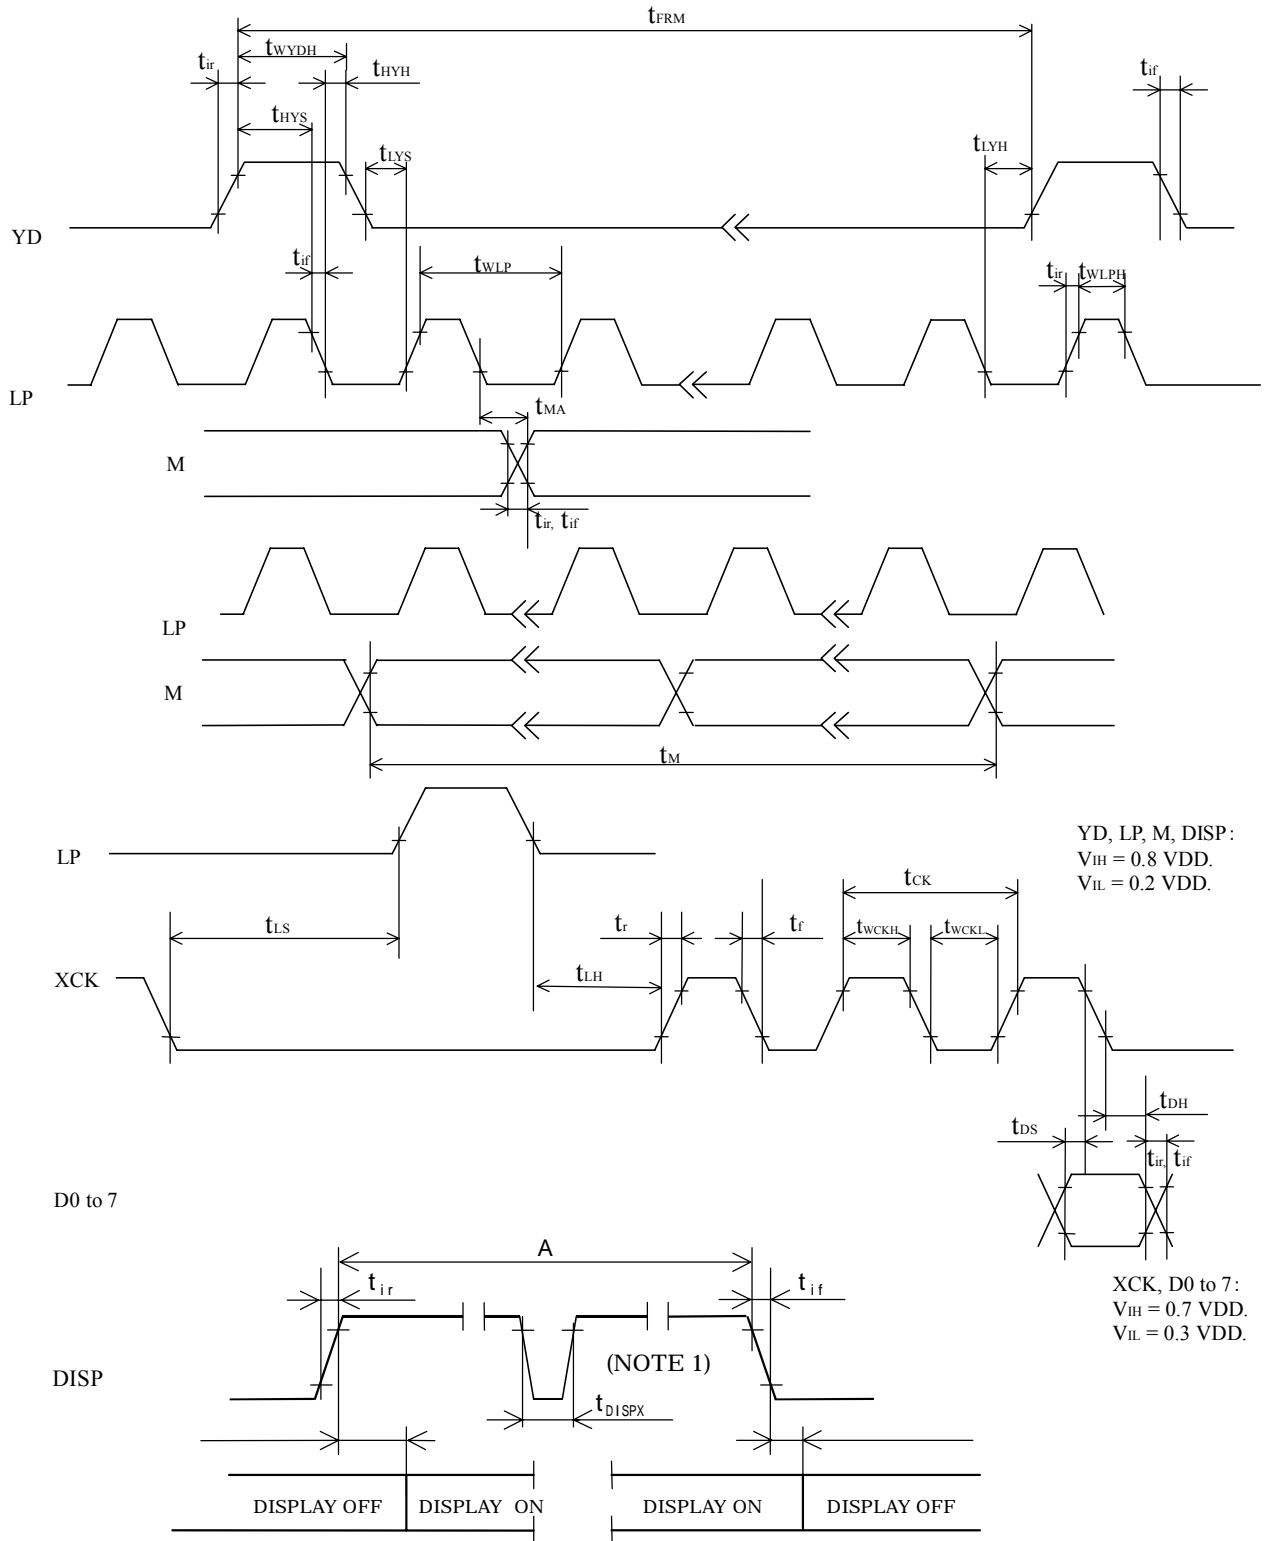 tFRM
tWYDH
tir
tHYH
tif
tHYS
tLYS
tLYH
YD
tif
tWLP
tir
tWLPH
LP
tMA
M
tir, tif
LP
M
tM
LP
YD, LP, M, DISP:
VIH = 0.8 VDD.
VIL = 0.2 VDD.
tCK
tLS
tr
tf
tWCKH
tWCKL
XCK
tLH
tDH
tDS
tir, tif
D0 to 7
A
tir
tif
XCK, D0 to 7:
VIH = 0.7 VDD.
VIL = 0.3 VDD.
DISP
(NOTE 1)
tDISPX
DISPLAY OFF
DISPLAY ON
DISPLAY ON
DISPLAY OFF